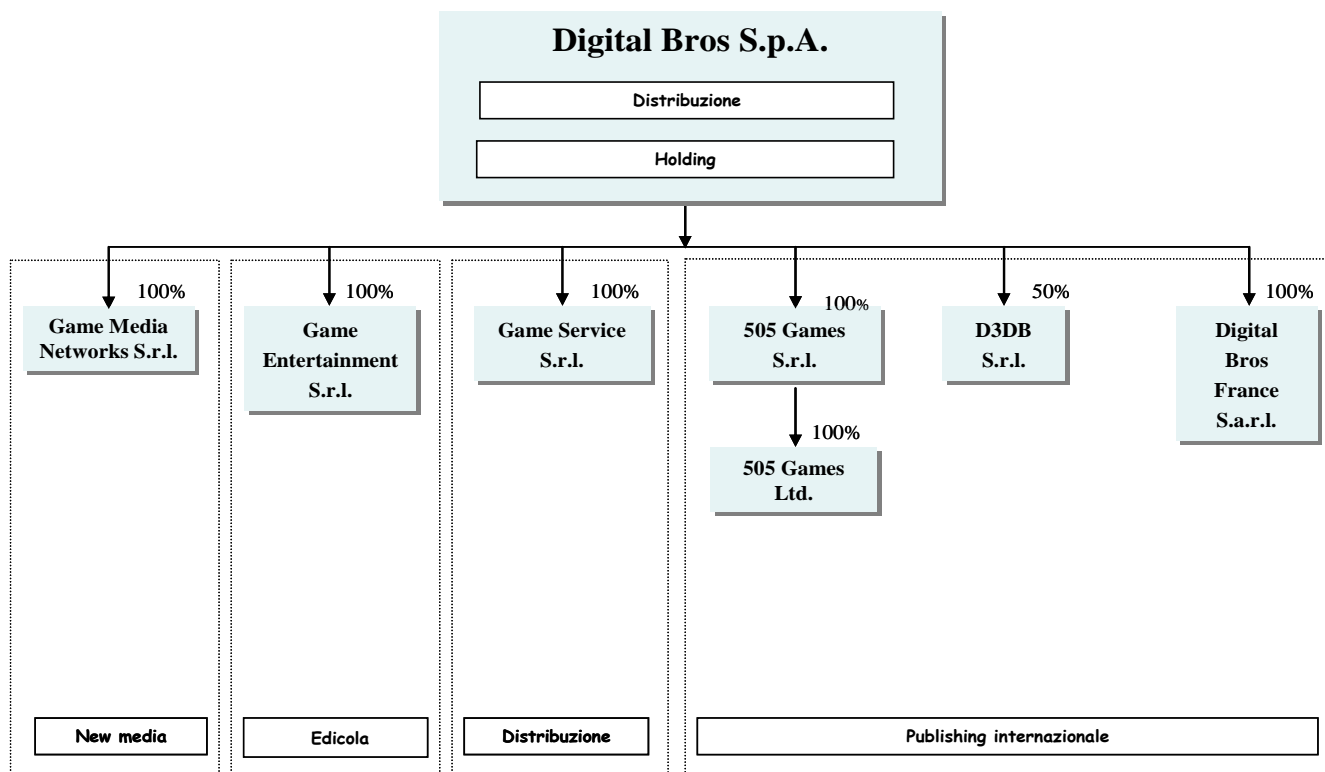 Digital Bros S.p.A.
Distribuzione
Holding
100%
100%
100%
100%
50%
100%
Game Media
Networks S.r.l.
Game
Entertainment
S.r.l.
Game Service
S.r.l.
505 Games
S.r.l.
D3DB
S.r.l.
Digital
Bros
France
S.a.r.l.
100%
505 Games
Ltd.
New media
Edicola
Distribuzione
Publishing internazionale